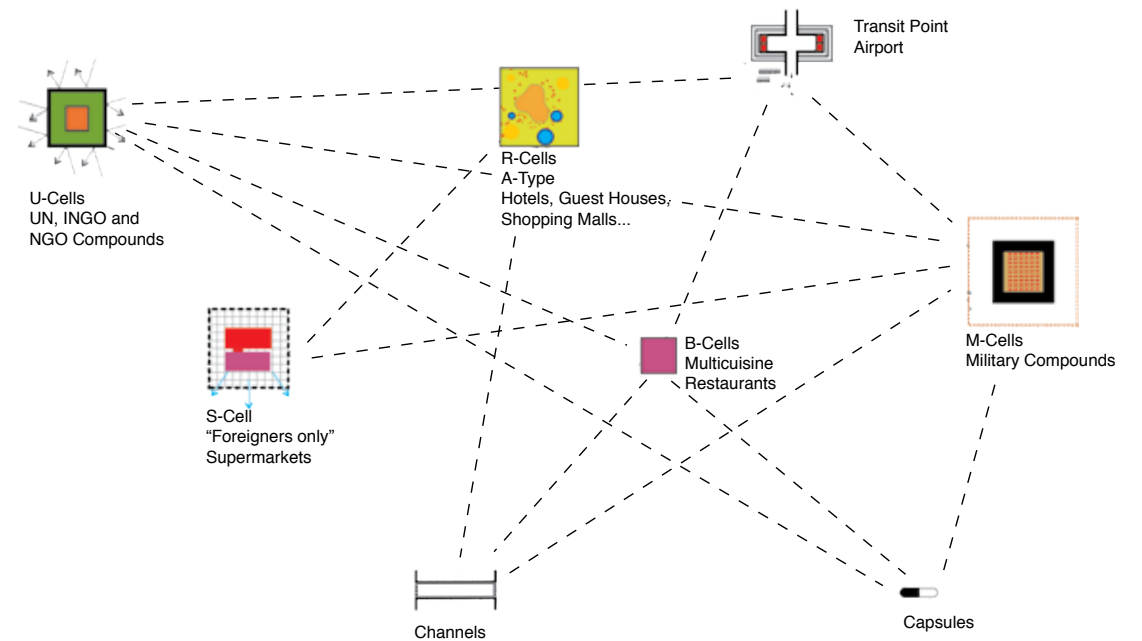 Transit Point
Airport
U-Cells
UN, INGO and
NGO Compounds
R-Cells
A-Type
Hotels, Guest Houses,
Shopping Malls...
M-Cells
Military Compounds
B-Cells
Multicuisine
Restaurants
S-Cell
“Foreigners only”
Supermarkets
Channels
Capsules